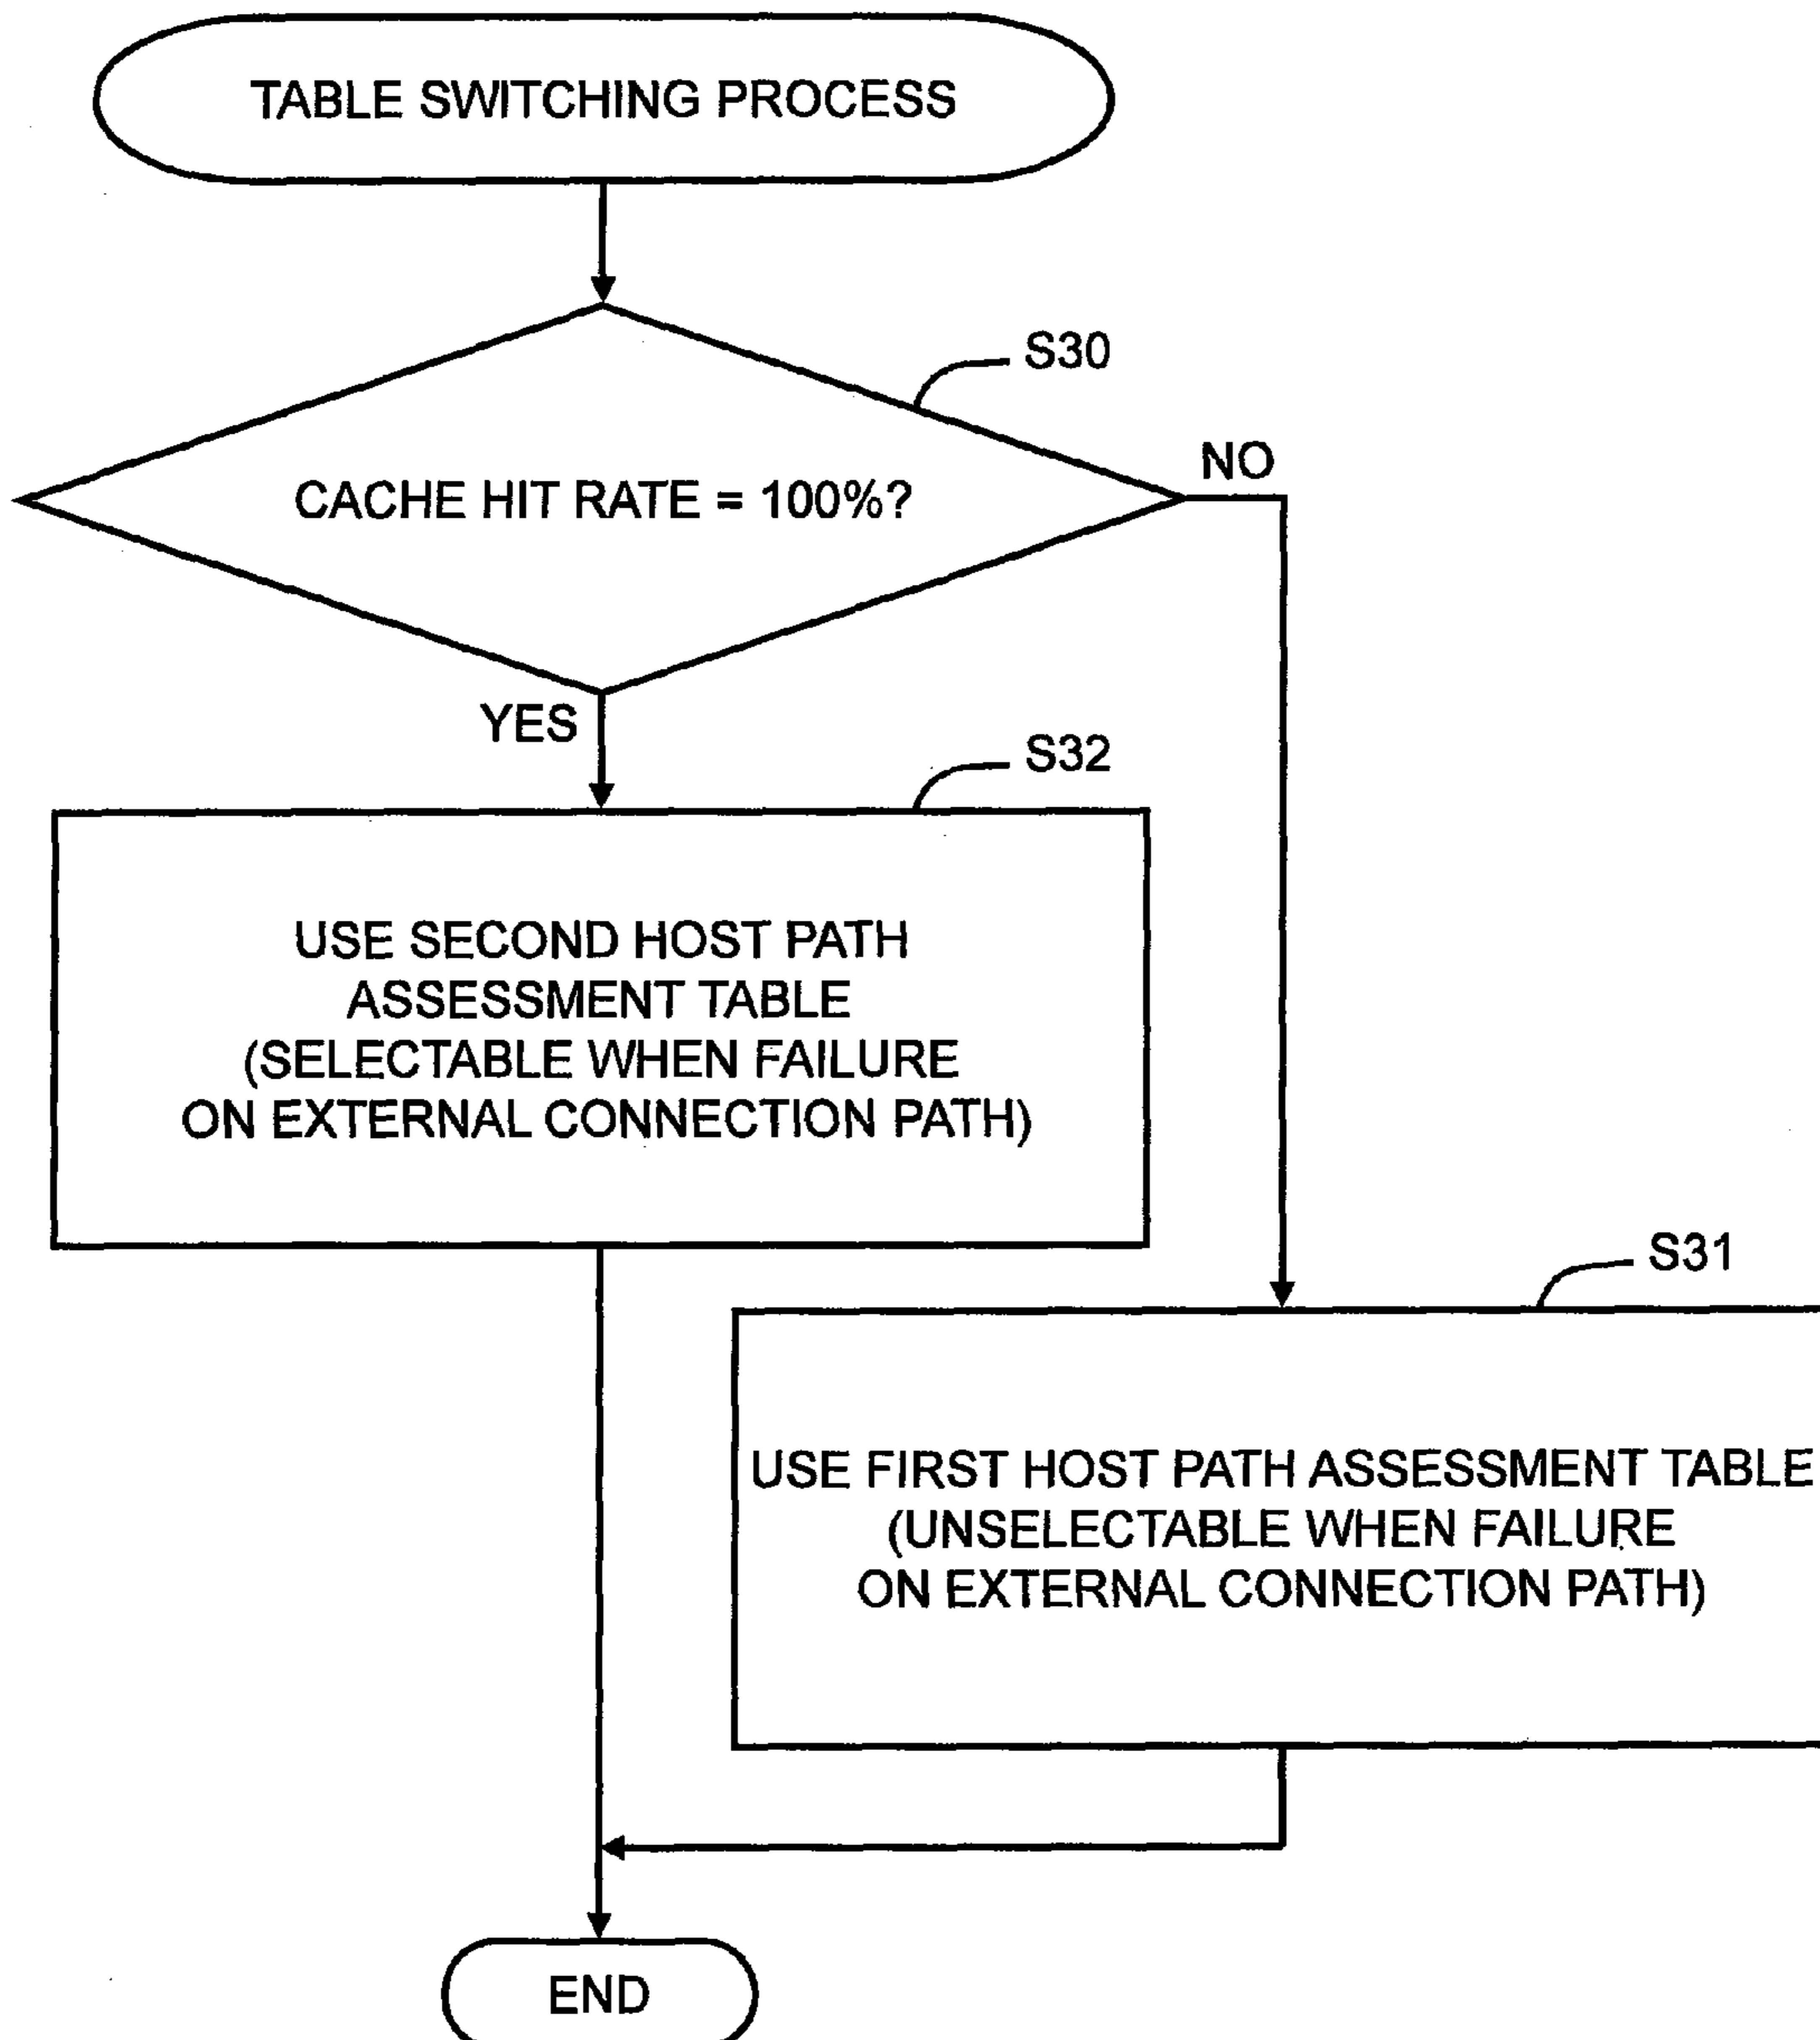 TABLE SWITCHING PROCESS
S30
CACHE HIT RATE = 100%?
NO
YES
S32
USE SECOND HOST PATH
ASSESSMENT TABLE
(SELECTABLE WHEN FAILURE
ON EXTERNAL CONNECTION PATH)
S31
USE FIRST HOST PATH ASSESSMENT TABLE
(UNSELECTABLE WHEN FAILURE
ON EXTERNAL CONNECTION PATH)
END